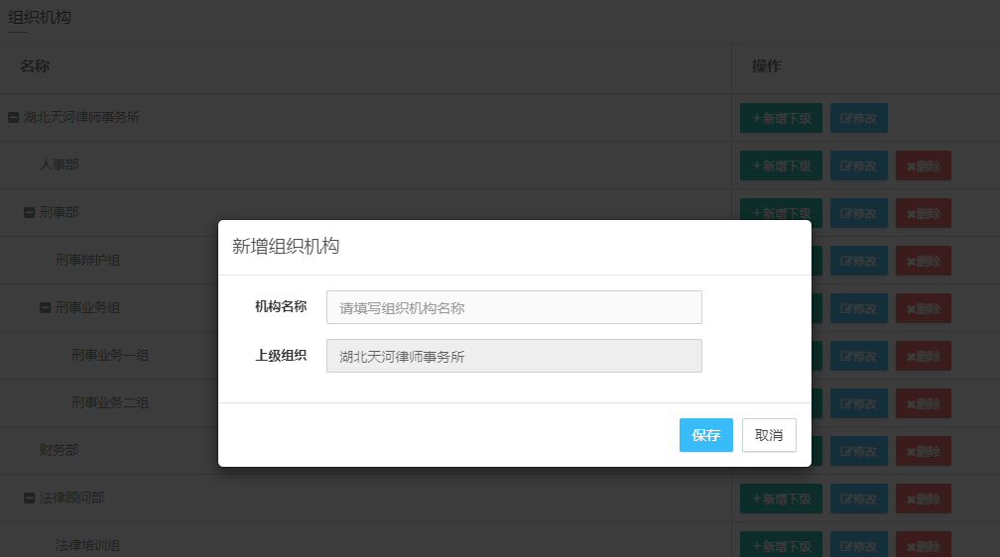 组织机构
名称 操作
湖北天河律师事务所 +新增下级 修改
人事部 +新增下级 修改 ✖删除
刑事部 +新增下级 修改 ✖删除
新增组织机构
刑事辩护组 修改 ✖删除
机构名称 请填写组织机构名称
刑事业务组 修改 ✖删除
上级组织 湖北天河律师事务所
刑事业务一组 修改 ✖删除
刑事业务二组 修改 ✖删除
保存 取消
财务部 修改 ✖删除
法律顾问部 +新增下级 修改 ✖删除
法律培训组 +新增下级 修改 ✖删除